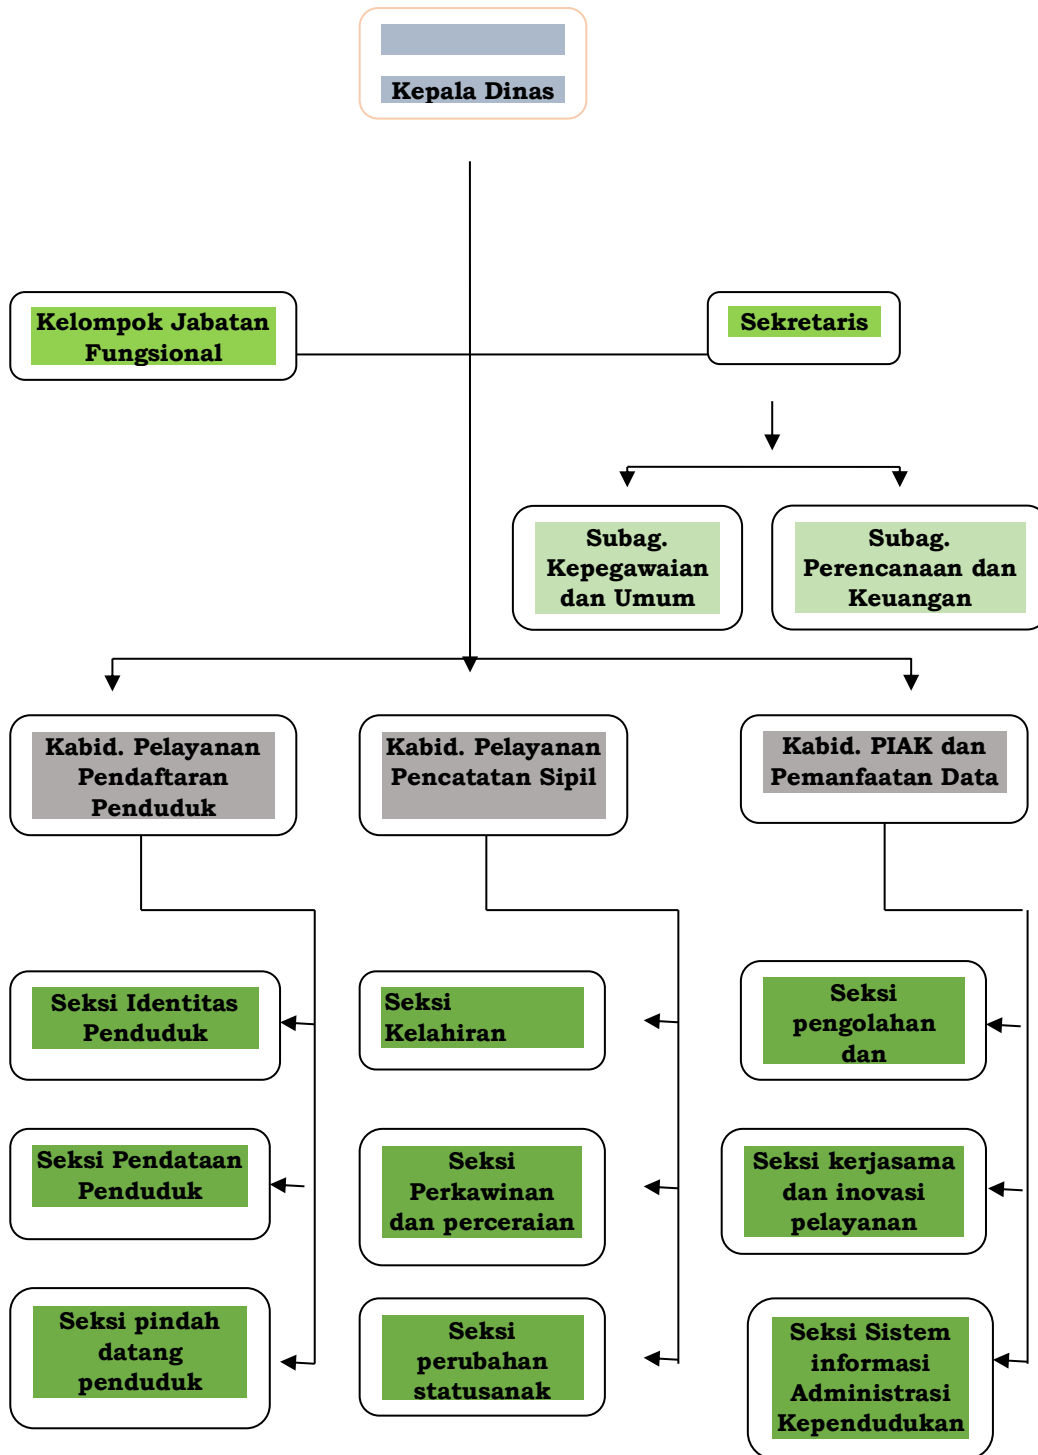 Kepala Dinas
Kelompok Jabatan
Fungsional
Sekretaris
Subag.
Kepegawaian
dan Umum
Subag.
Perencanaan dan
Keuangan
Kabid. Pelayanan
Pendaftaran
Penduduk
Kabid. Pelayanan
Pencatatan Sipil
Kabid. PIAK dan
Pemanfaatan Data
Seksi Identitas
Penduduk
Seksi
Kelahiran
Seksi
pengolahan
dan
Seksi Pendataan
Penduduk
Seksi
Perkawinan
dan perceraian
Seksi kerjasama
dan inovasi
pelayanan
Seksi pindah
datang
penduduk
Seksi
perubahan
statusanak
Seksi Sistem
informasi
Administrasi
Kependudukan